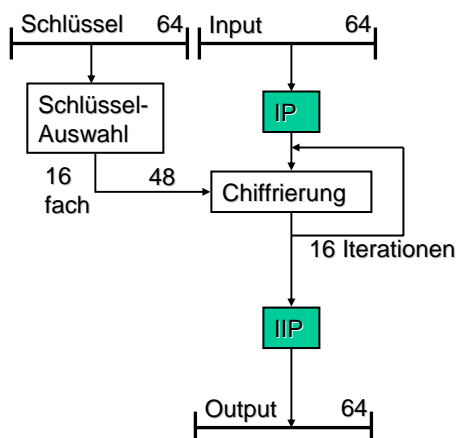 Schlüssel 64
Input 64
Schlüssel-
Auswahl
IP
16
fach
48
Chiffrierung
16 Iterationen
IIP
Output 64